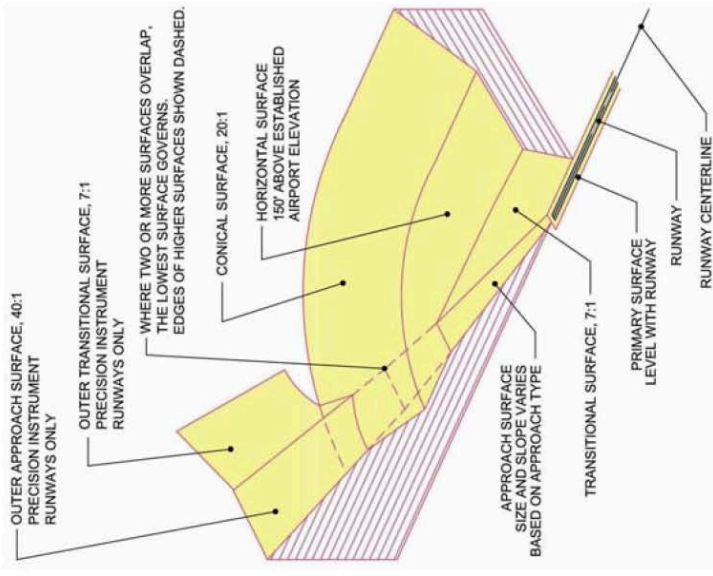 OUTER APPROACH SURFACE, 40:1
PRECISION INSTRUMENT
RUNWAYS ONLY
OUTER TRANSITIONAL SURFACE, 7:1
PRECISION INSTRUMENT
RUNWAYS ONLY
WHERE TWO OR MORE SURFACES OVERLAP,
THE LOWEST SURFACE GOVERNS.
EDGES OF HIGHER SURFACES SHOWN DASHED.
CONICAL SURFACE, 20:1
HORIZONTAL SURFACE
150' ABOVE ESTABLISHED
AIRPORT ELEVATION
APPROACH SURFACE
SIZE AND SLOPE VARIES
BASED ON APPROACH TYPE
TRANSITIONAL SURFACE, 7:1
PRIMARY SURFACE
LEVEL WITH RUNWAY
RUNWAY
RUNWAY CENTERLINE